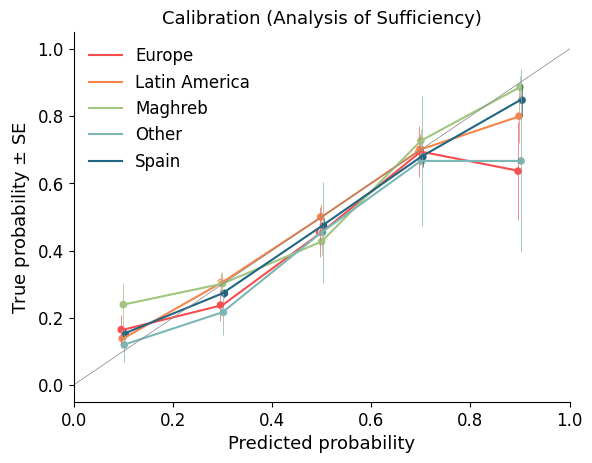 Calibration (Analysis of Sufficiency)
1.0
0.8
0.6
0.4
0.2
0.0
True probability ± SE
Europe
Latin America
Maghreb
Other
Spain
0.0 0.2 0.4 0.6 0.8 1.0
Predicted probability